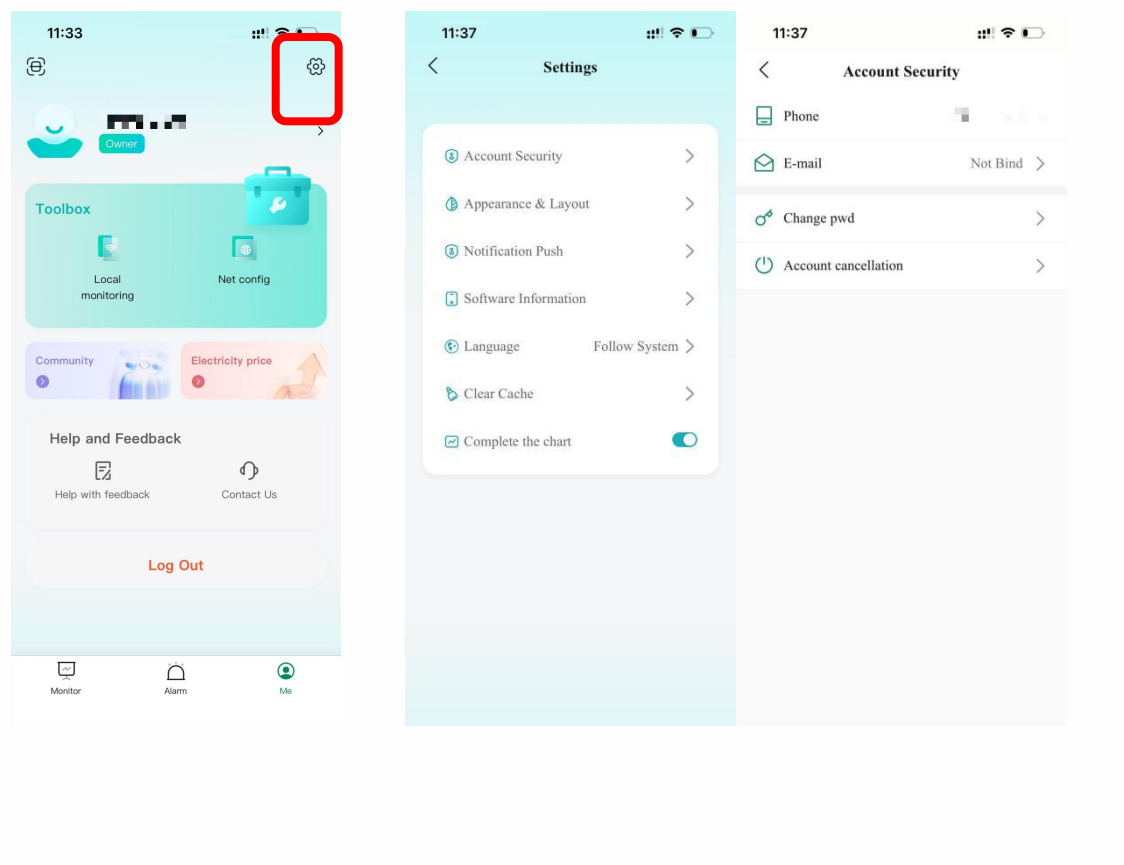 11:33
Owner
Toolbox
Local
monitoring
Net config
Community
Electricity price
Help and Feedback
Help with feedback
Contact Us
Log Out
Monitor
Alarm
Me
11:37
Settings
Account Security
Appearance & Layout
Notification Push
Software Information
Language Follow System
Clear Cache
Complete the chart
11:37
Account Security
Phone
E-mail Not Bind
Change pwd
Account cancellation